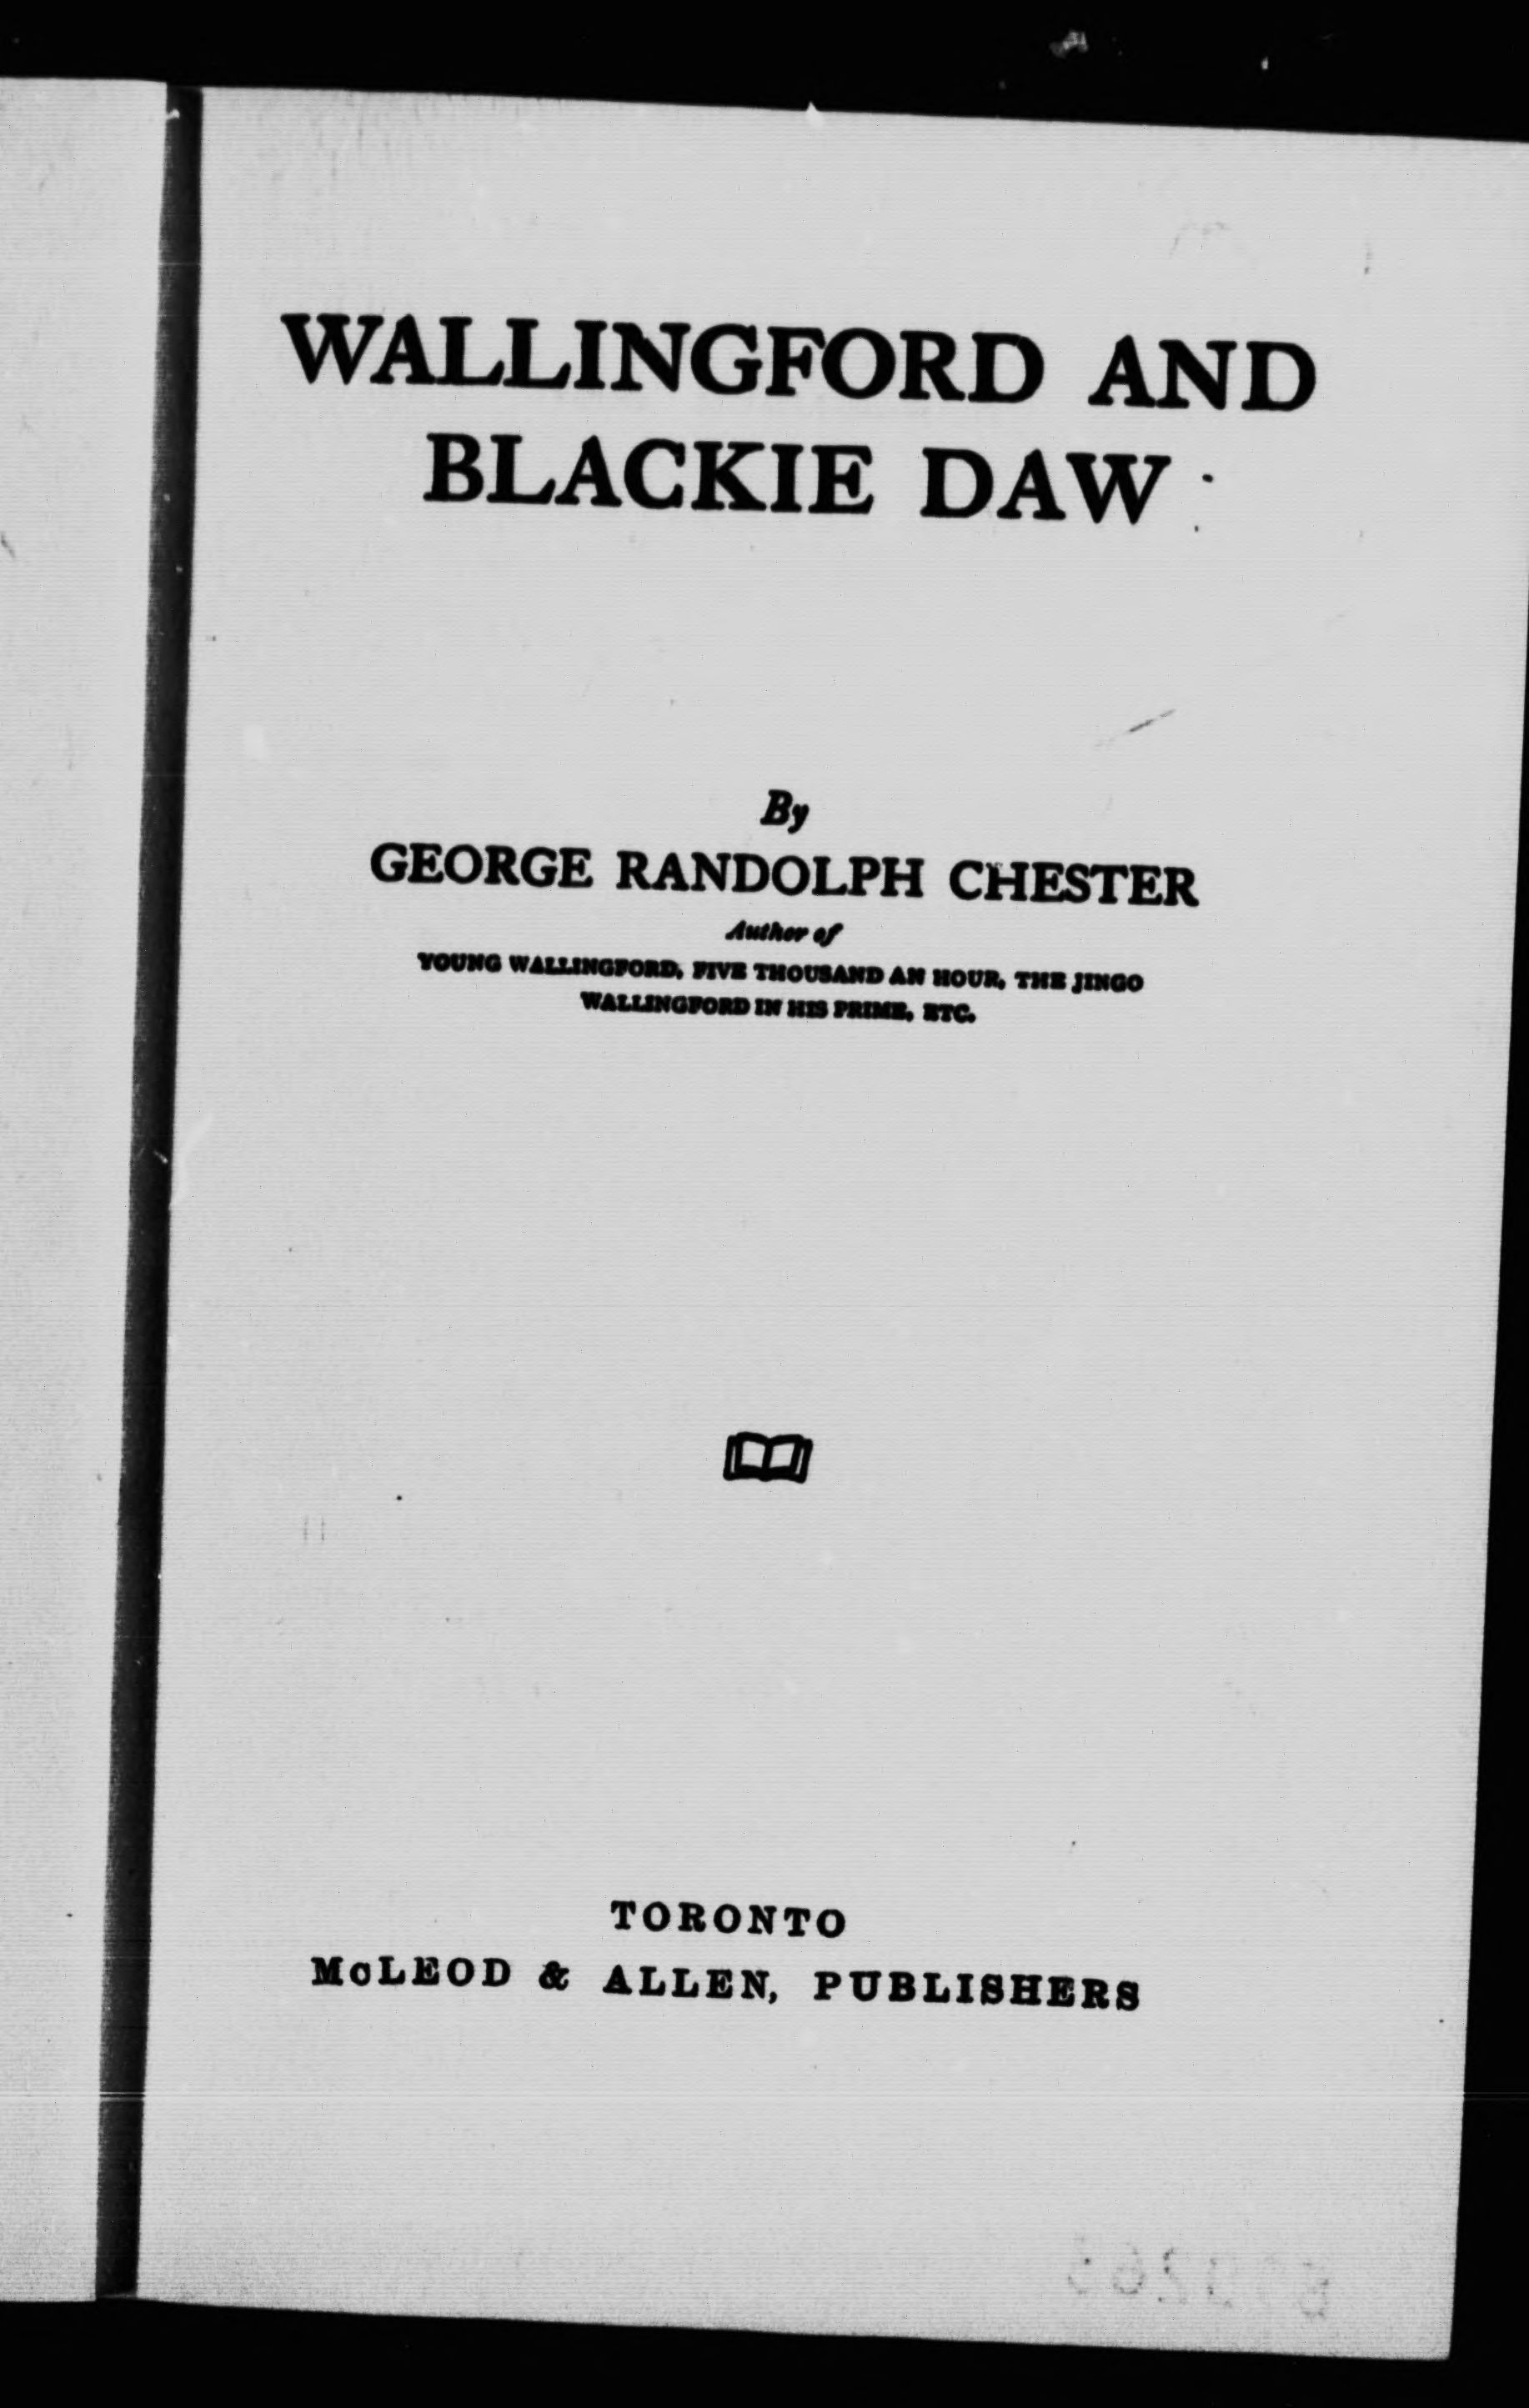 WALLINGFORD AND
BLACKIE DAW
By
GEORGE RANDOLPH CHESTER
Author of
YOUNG WALLINGFORD, FIVE THOUSAND AN HOUR, THE JINGO
WALLINGFORD IN HIS PRIME, ETC.
TORONTO
McLEOD & ALLEN, PUBLISHERS